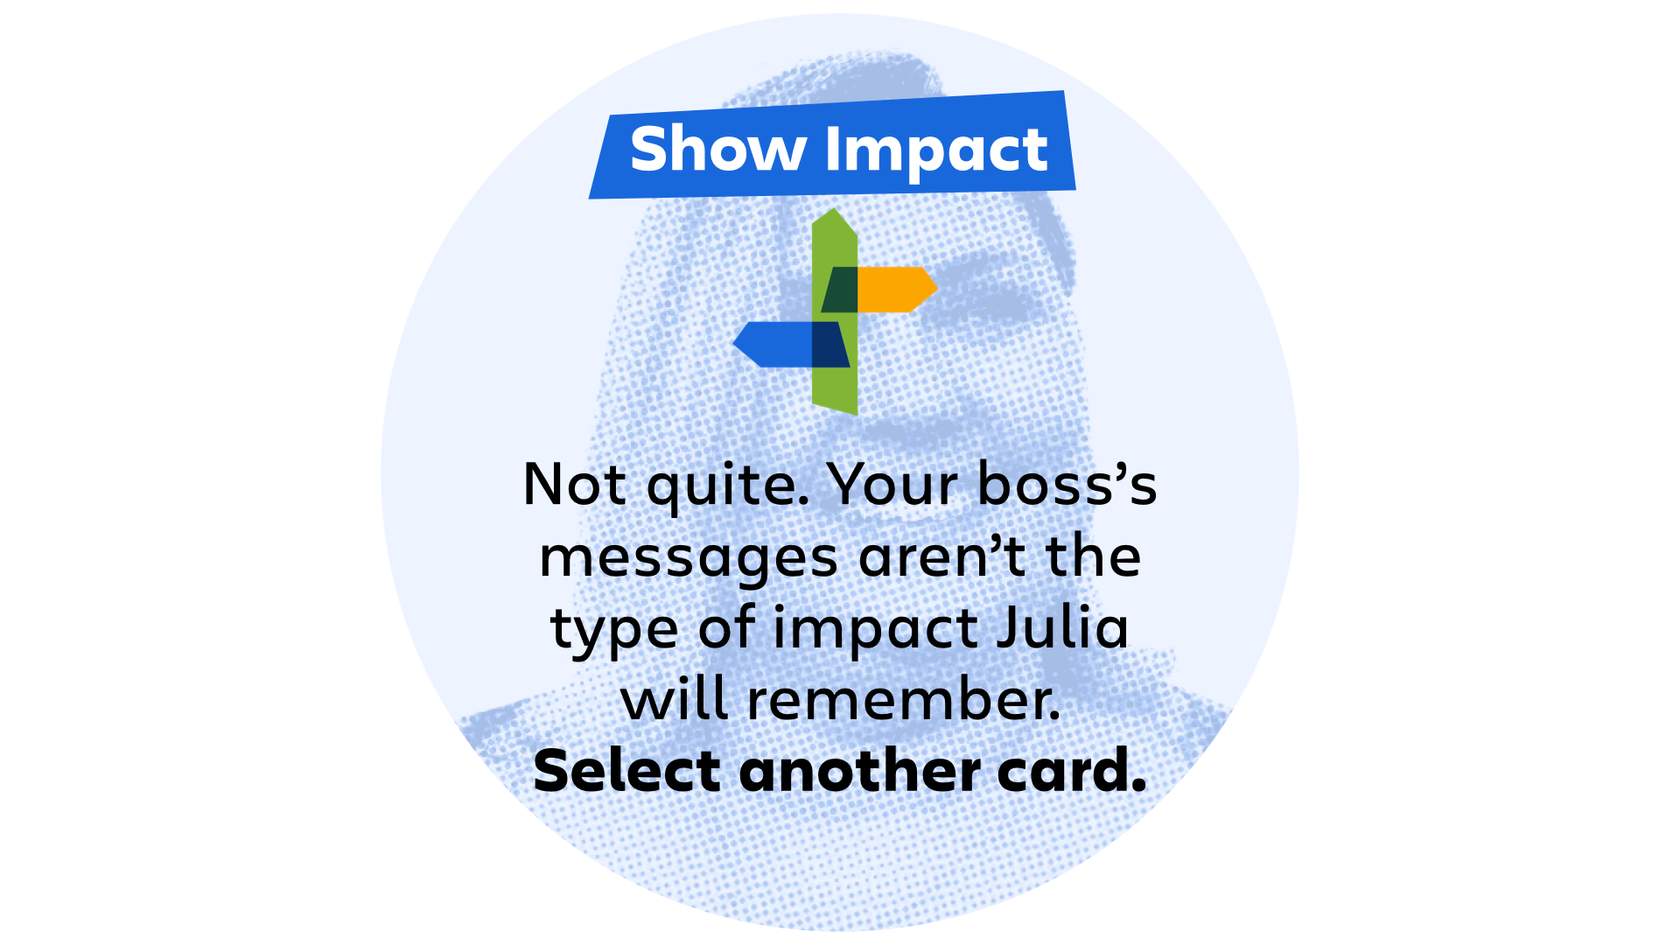 Show Impact
Not quite. Your boss’s
messages aren’t the
type of impact Julia
will remember.
Select another card.